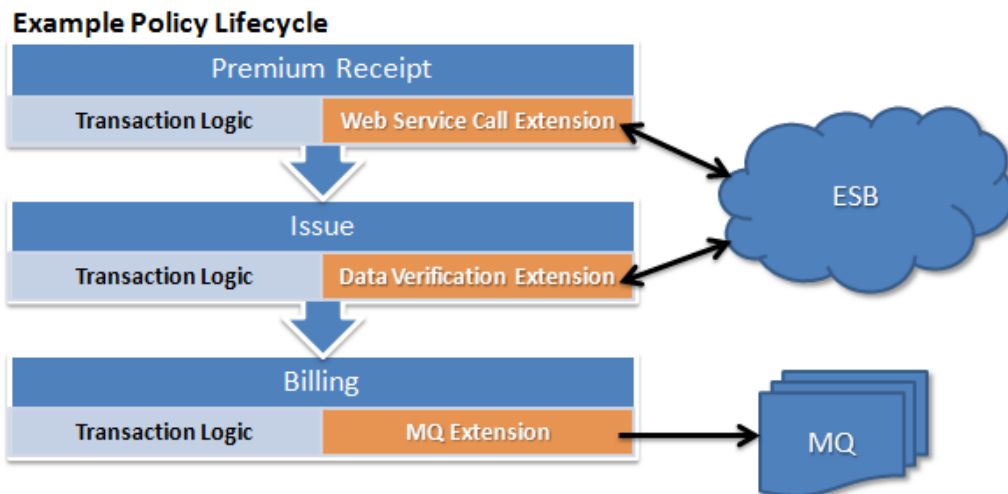 Example Policy Lifecycle
Premium Receipt
Transaction Logic
Web Service Call Extension
ESB
Issue
Transaction Logic
Data Verification Extension
Billing
Transaction Logic
MQ Extension
MQ